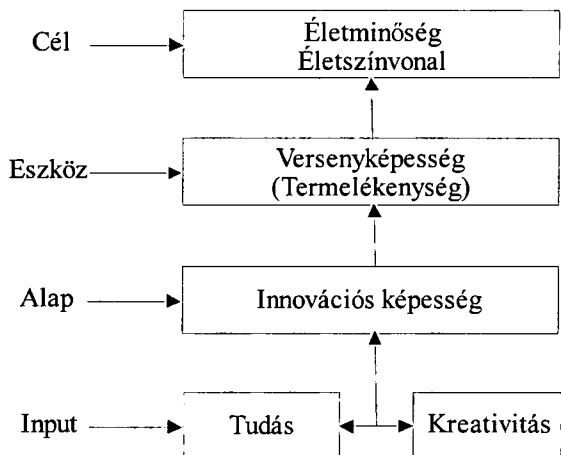 Cél
Életminőség
Életszínvonal
Eszköz
Versenyképesség
(Termelékenység)
Alap
Innovációs képesség
Input
Tudás
Kreativitás